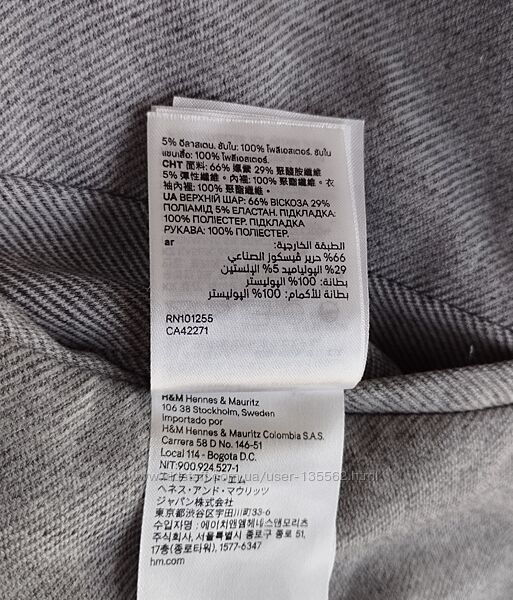 5% อีลาสเตน. ซับใน: 100% โพลีเอสเตอร์. ซับใน
แขนเสื้อ: 100% โพลีเอสเตอร์.
CHT 面料: 66% 嫘縈 29% 聚醯胺纖維
5% 彈性纖維。內裡: 100% 聚酯纖維。衣
袖內裡: 100% 聚酯纖維。
UA ВЕРХНІЙ ШАР: 66% ВІСКОЗА 29%
ПОЛІАМІД 5% ЕЛАСТАН. ПІДКЛАДКА:
100% ПОЛІЕСТЕР. ПІДКЛАДКА
РУКАВА: 100% ПОЛІЕСТЕР.
ar الطبقة الخارجية:
66% حرير ڤيسكوز الصناعي
29% البولياميد 5% إلاستين
بطانة: 100% البوليستر
بطانة للأكمام: 100% البوليستر
RN101255
CA42271
H&M Hennes & Mauritz
106 38 Stockholm, Sweden
Importado por
H&M Hennes & Mauritz Colombia S.A.S.
Carrera 58 D No. 146-51
Local 114 - Bogota D.C.
NIT:900.924.527-1
エイチ・アンド・エム
ヘネス・アンド・マウリッツ
ジャパン株式会社
東京都渋谷区宇田川町33-6
수입자명 : 에이치앤엠헤네스앤모리츠
주식회사, 서울특별시 종로구 종로 51,
17층(종로타워), 1577-6347
hm.com